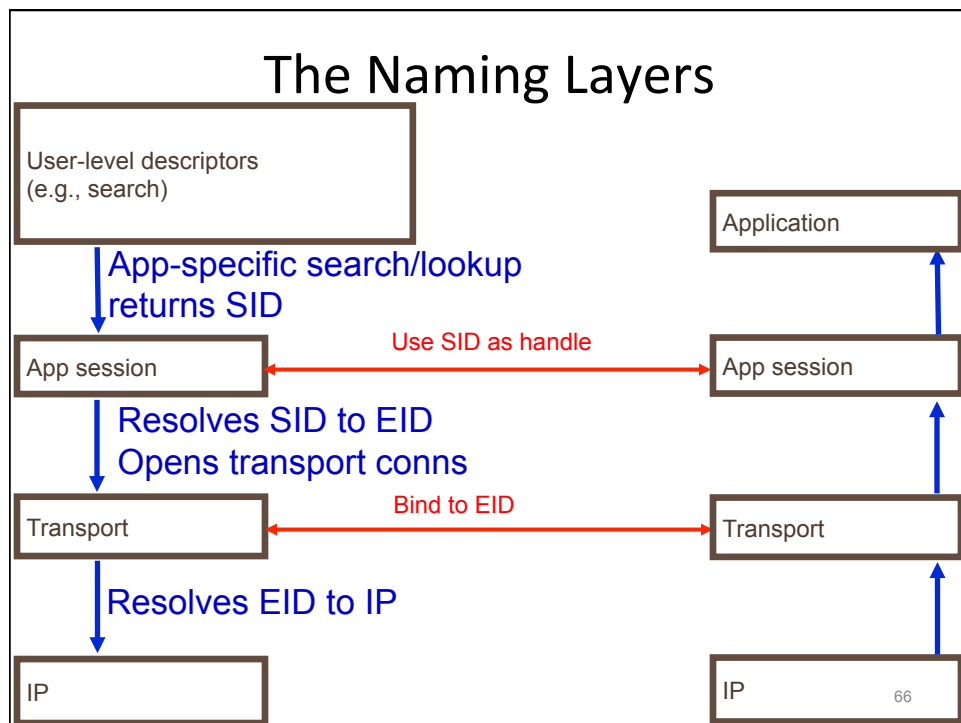 The Naming Layers
User-level descriptors
(e.g., search)
Application
App-specific search/lookup
returns SID
Use SID as handle
App session
App session
Resolves SID to EID
Opens transport conns
Bind to EID
Transport
Transport
Resolves EID to IP
IP
IP
66